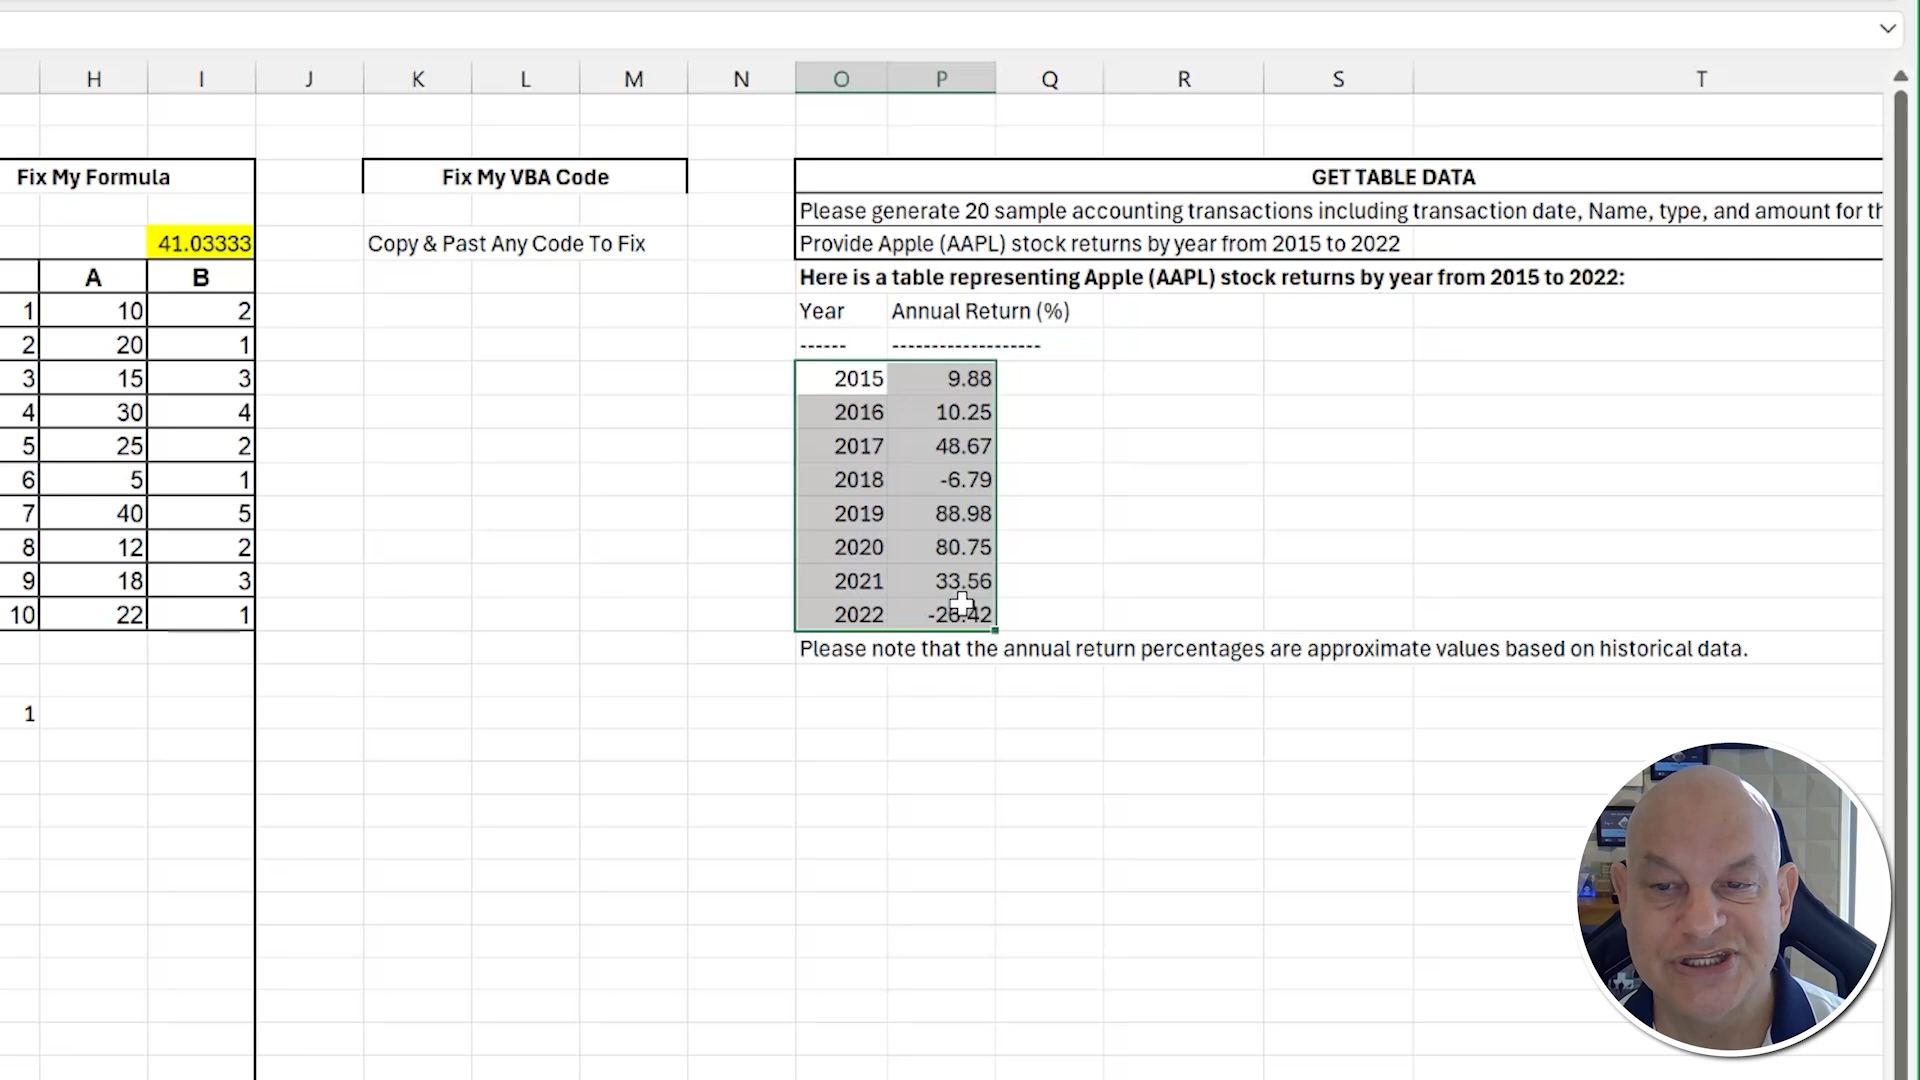 H I J K L M N O P Q R S T
Fix My Formula Fix My VBA Code GET TABLE DATA
Please generate 20 sample accounting transactions including transaction date, Name, type, and amount for th
41.03333 Copy & Past Any Code To Fix Provide Apple (AAPL) stock returns by year from 2015 to 2022
A B Here is a table representing Apple (AAPL) stock returns by year from 2015 to 2022:
1 10 2 Year Annual Return (%)
2 20 1 ------ -------------------
3 15 3 2015 9.88
4 30 4 2016 10.25
5 25 2 2017 48.67
6 5 1 2018 -6.79
7 40 5 2019 88.98
8 12 2 2020 80.75
9 18 3 2021 33.56
10 22 1 2022
Please note that the annual return percentages are approximate values based on historical data.
1